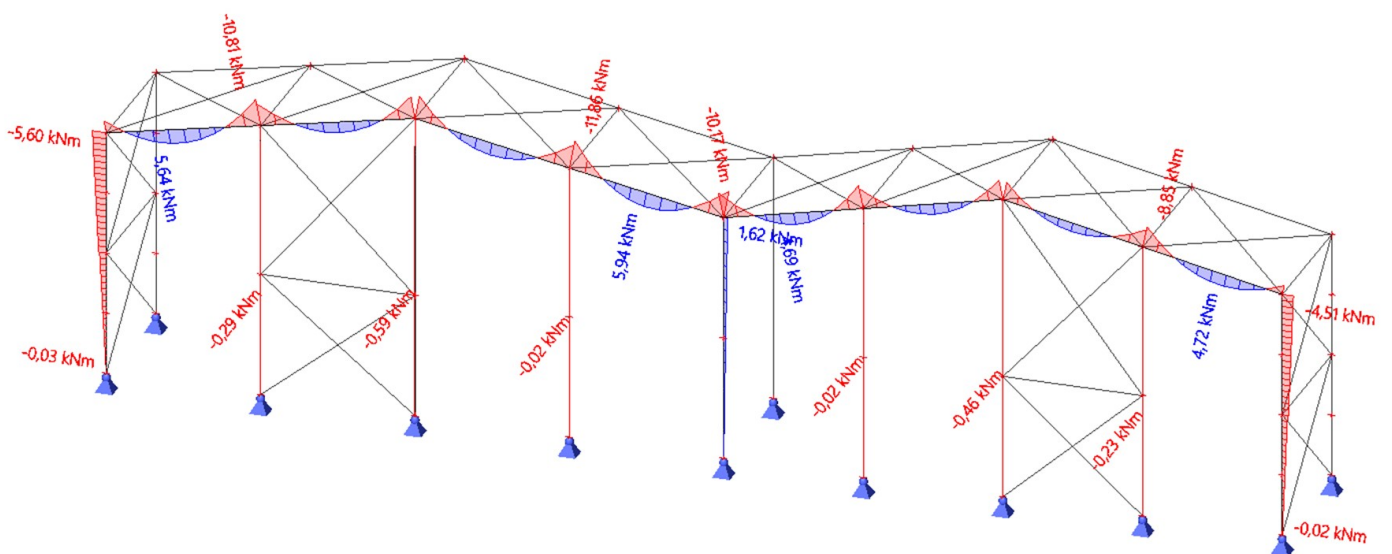 -10,81 kNm
-11,86 kNm
-10,17 kNm
-5,60 kNm
5,64 kNm
-8,85 kNm
1,62 kNm
5,94 kNm
-0,29 kNm
-0,59 kNm
-0,02 kNm
-4,51 kNm
4,72 kNm
-0,03 kNm
-0,02 kNm
-0,46 kNm
-0,23 kNm
-0,02 kNm